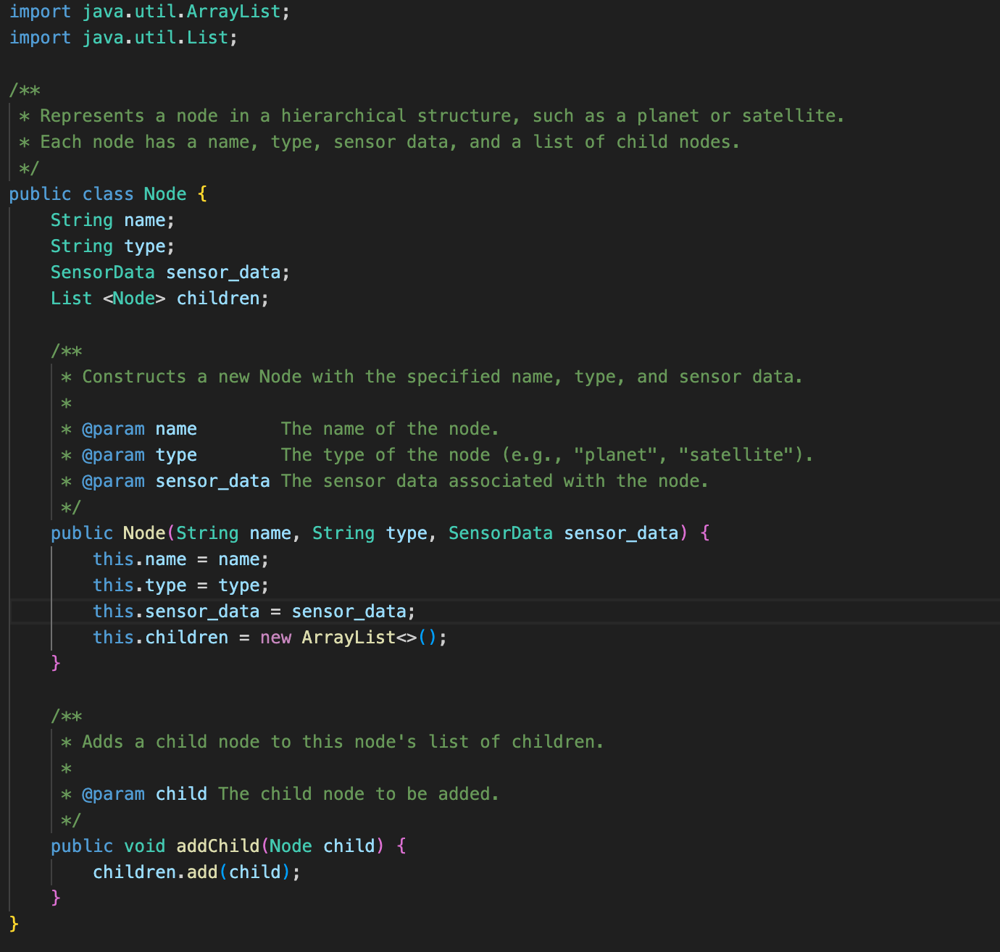 import java.util.ArrayList;
import java.util.List;

/**
 * Represents a node in a hierarchical structure, such as a planet or satellite.
 * Each node has a name, type, sensor data, and a list of child nodes.
 */
public class Node {
    String name;
    String type;
    SensorData sensor_data;
    List <Node> children;

    /**
     * Constructs a new Node with the specified name, type, and sensor data.
     *
     * @param name        The name of the node.
     * @param type        The type of the node (e.g., "planet", "satellite").
     * @param sensor_data The sensor data associated with the node.
     */
    public Node(String name, String type, SensorData sensor_data) {
        this.name = name;
        this.type = type;
        this.sensor_data = sensor_data;
        this.children = new ArrayList<>();
    }

    /**
     * Adds a child node to this node's list of children.
     *
     * @param child The child node to be added.
     */
    public void addChild(Node child) {
        children.add(child);
    }
}